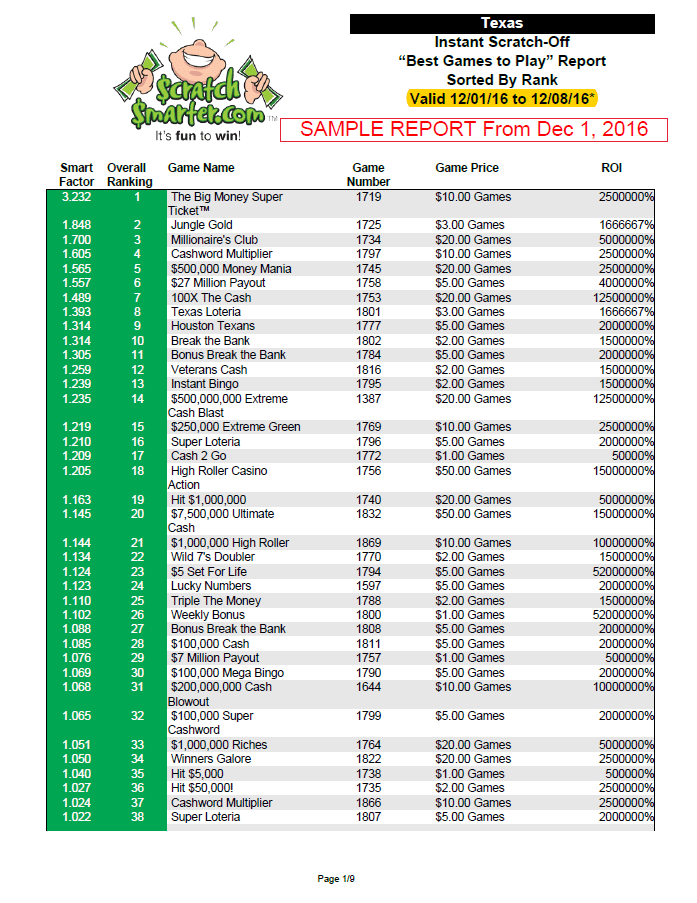 Texas
Instant Scratch-Off
“Best Games to Play” Report
Sorted By Rank
Valid 12/01/16 to 12/08/16*
Scratch
$marter.com TM
It's fun to win!
SAMPLE REPORT From Dec 1, 2016
Smart Overall Game Name Game Game Price ROI
Factor Ranking Number
3.232 1 The Big Money Super 1719 $10.00 Games 2500000%
Ticket™
1.848 2 Jungle Gold 1725 $3.00 Games 1666667%
1.700 3 Millionaire's Club 1734 $20.00 Games 5000000%
1.605 4 Cashword Multiplier 1797 $10.00 Games 2500000%
1.565 5 $500,000 Money Mania 1745 $20.00 Games 2500000%
1.557 6 $27 Million Payout 1758 $5.00 Games 4000000%
1.489 7 100X The Cash 1753 $20.00 Games 12500000%
1.393 8 Texas Loteria 1801 $3.00 Games 1666667%
1.314 9 Houston Texans 1777 $5.00 Games 2000000%
1.314 10 Break the Bank 1802 $2.00 Games 1500000%
1.305 11 Bonus Break the Bank 1784 $5.00 Games 2000000%
1.259 12 Veterans Cash 1816 $2.00 Games 1500000%
1.239 13 Instant Bingo 1795 $2.00 Games 1500000%
1.235 14 $500,000,000 Extreme 1387 $20.00 Games 12500000%
Cash Blast
1.219 15 $250,000 Extreme Green 1769 $10.00 Games 2500000%
1.210 16 Super Loteria 1796 $5.00 Games 2000000%
1.209 17 Cash 2 Go 1772 $1.00 Games 50000%
1.205 18 High Roller Casino 1756 $50.00 Games 15000000%
Action
1.163 19 Hit $1,000,000 1740 $20.00 Games 5000000%
1.145 20 $7,500,000 Ultimate 1832 $50.00 Games 15000000%
Cash
1.144 21 $1,000,000 High Roller 1869 $10.00 Games 10000000%
1.134 22 Wild 7's Doubler 1770 $2.00 Games 1500000%
1.124 23 $5 Set For Life 1794 $5.00 Games 52000000%
1.123 24 Lucky Numbers 1597 $5.00 Games 2000000%
1.110 25 Triple The Money 1788 $2.00 Games 1500000%
1.102 26 Weekly Bonus 1800 $1.00 Games 52000000%
1.088 27 Bonus Break the Bank 1808 $5.00 Games 2000000%
1.085 28 $100,000 Cash 1811 $5.00 Games 2000000%
1.076 29 $7 Million Payout 1757 $1.00 Games 500000%
1.069 30 $100,000 Mega Bingo 1790 $5.00 Games 2000000%
1.068 31 $200,000,000 Cash 1644 $10.00 Games 10000000%
Blowout
1.065 32 $100,000 Super 1799 $5.00 Games 2000000%
Cashword
1.051 33 $1,000,000 Riches 1764 $20.00 Games 5000000%
1.050 34 Winners Galore 1822 $20.00 Games 2500000%
1.040 35 Hit $5,000 1738 $1.00 Games 500000%
1.027 36 Hit $50,000! 1735 $2.00 Games 2500000%
1.024 37 Cashword Multiplier 1866 $10.00 Games 2500000%
1.022 38 Super Loteria 1807 $5.00 Games 2000000%
Page 1/9